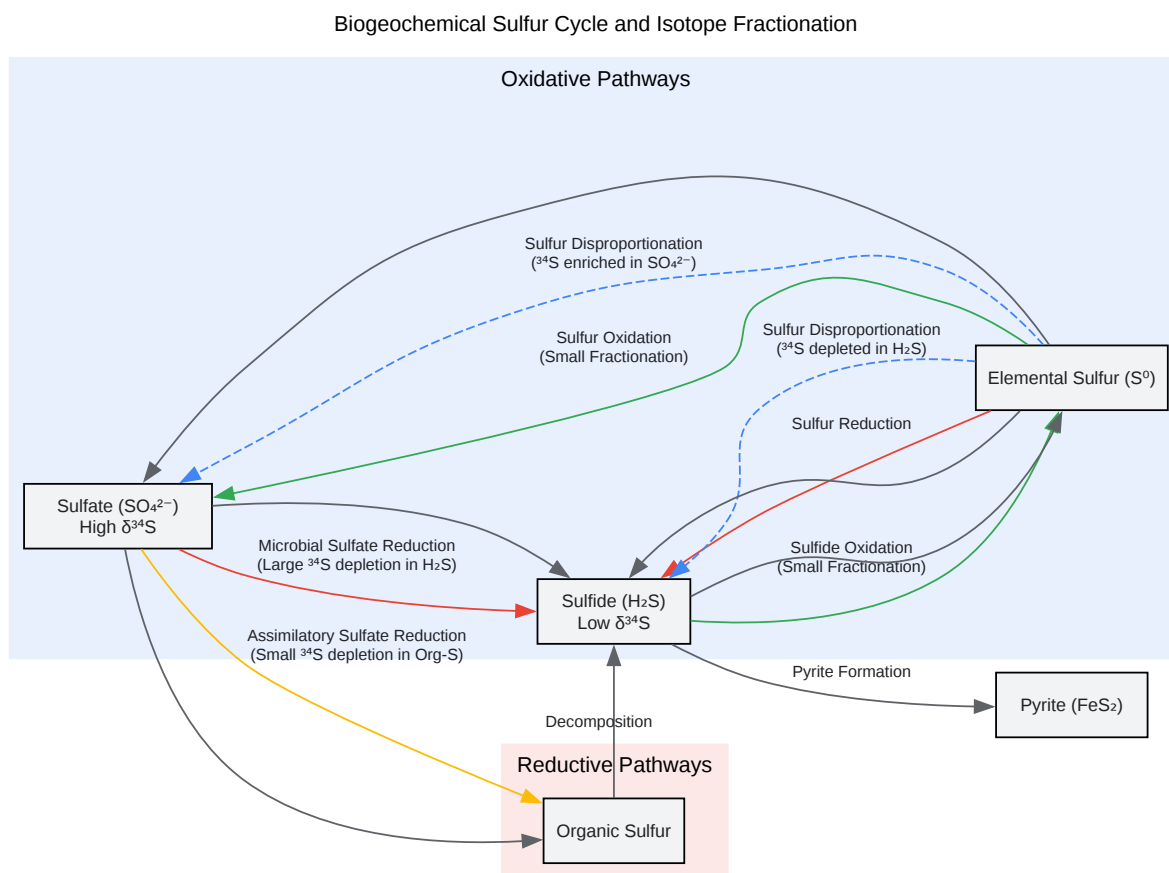 Biogeochemical Sulfur Cycle and Isotope Fractionation
Oxidative Pathways
Sulfur Disproportionation
(³⁴S enriched in SO₄²⁻)
Sulfur Oxidation
(Small Fractionation)
Sulfur Disproportionation
(³⁴S depleted in H₂S)
Elemental Sulfur (S⁰)
Sulfur Reduction
Sulfate (SO₄²⁻)
High δ³⁴S
Microbial Sulfate Reduction
(Large ³⁴S depletion in H₂S)
Sulfide Oxidation
(Small Fractionation)
Sulfide (H₂S)
Low δ³⁴S
Assimilatory Sulfate Reduction
(Small ³⁴S depletion in Org-S)
Pyrite Formation
Pyrite (FeS₂)
Decomposition
Reductive Pathways
Organic Sulfur